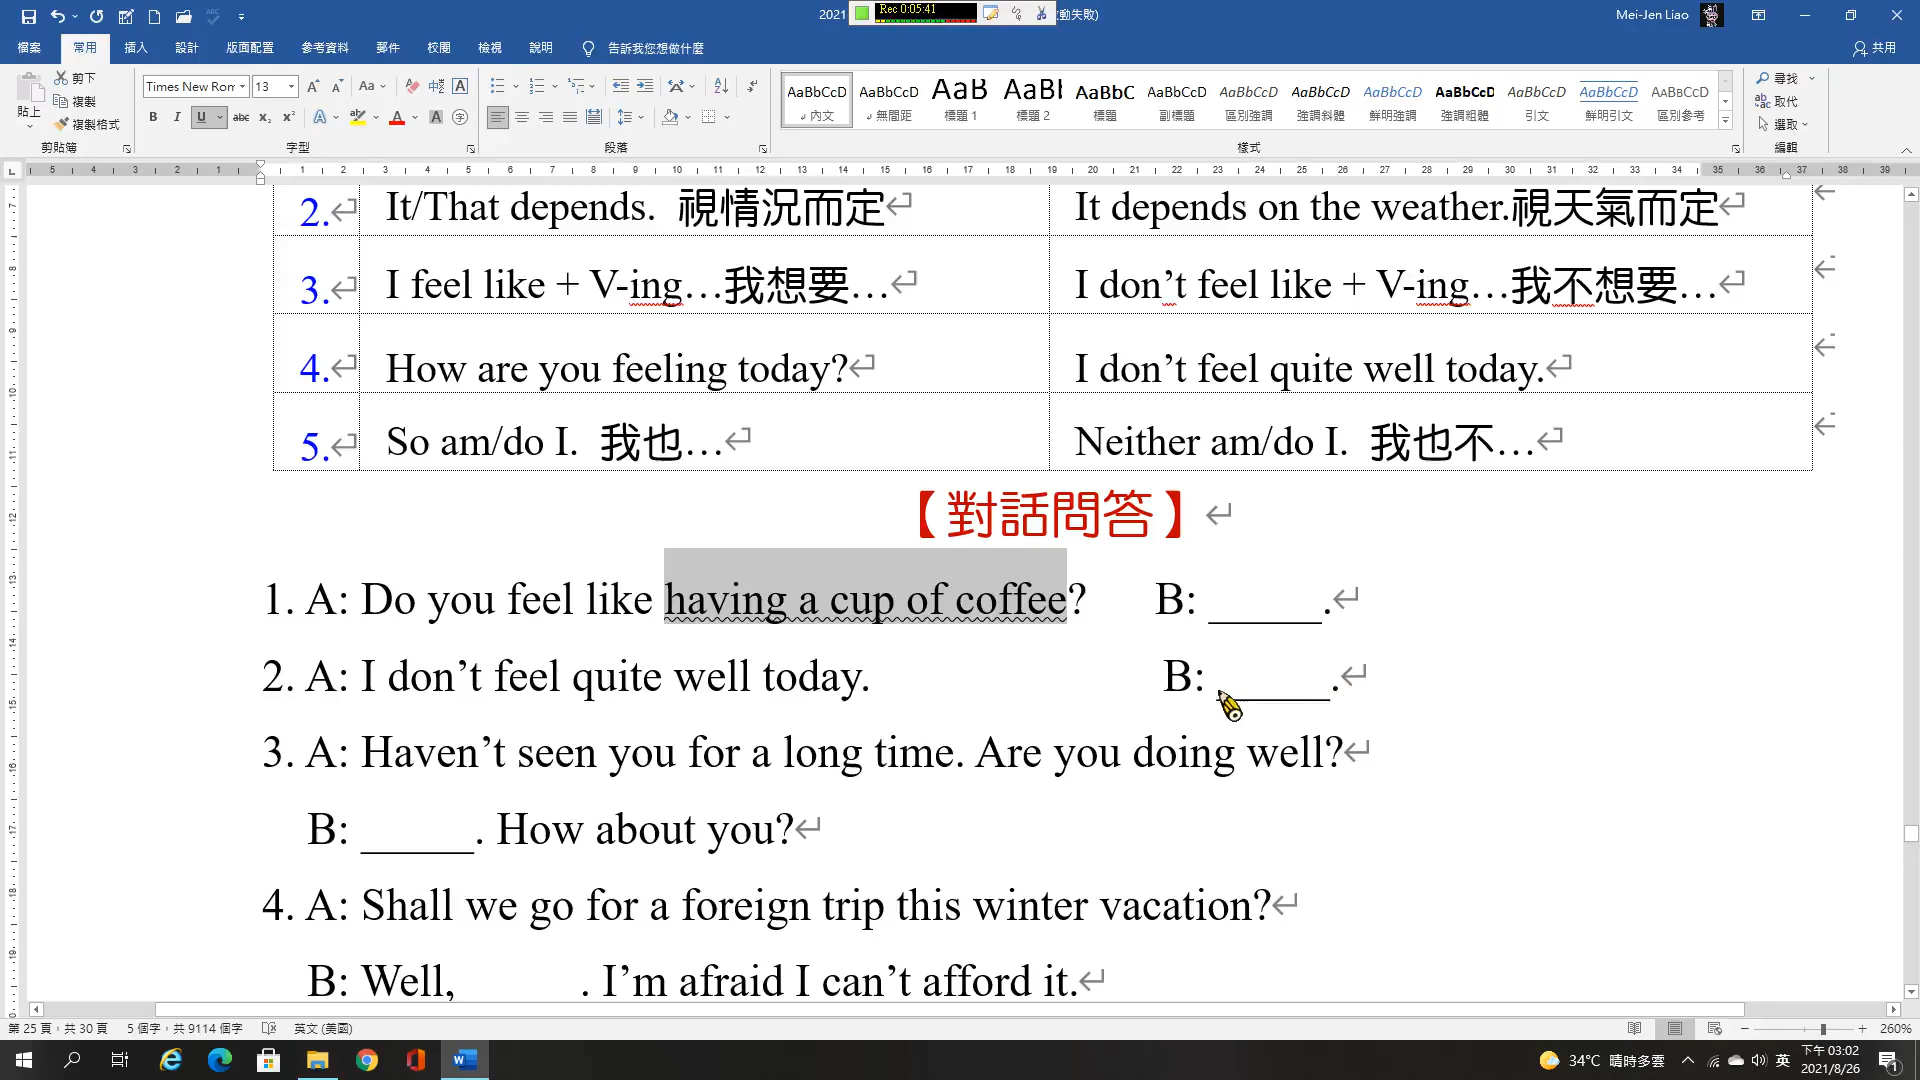 2021
Rec 0:05:41
動失敗)
Mei-Jen Liao
檔案 常用 插入 設計 版面配置 參考資料 郵件 校閱 檢視 說明 告訴我您想做什麼 共用
貼上 剪下 複製 複製格式
Times New Rom 13
AaBbCcD AaBbCcD AaB AaBl AaBbC AaBbCcD AaBbCcD AaBbCcD AaBbCcD AaBbCcD AaBbCcD AaBbCcD AABBCCD
內文 無間距 標題 1 標題 2 標題 副標題 區別強調 強調斜體 鮮明強調 強調粗體 引文 鮮明引文 區別參考
尋找 取代 選取
剪貼簿 字型 段落 樣式 編輯
2. It/That depends. 視情況而定 It depends on the weather.視天氣而定
3. I feel like + V-ing…我想要… I don’t feel like + V-ing…我不想要…
4. How are you feeling today? I don’t feel quite well today.
5. So am/do I. 我也… Neither am/do I. 我也不…
【對話問答】
1. A: Do you feel like having a cup of coffee? B: _____.
2. A: I don’t feel quite well today. B: _____.
3. A: Haven’t seen you for a long time. Are you doing well?
B: _____. How about you?
4. A: Shall we go for a foreign trip this winter vacation?
B: Well, . I’m afraid I can’t afford it.
第 25 頁，共 30 頁 5 個字，共 9114 個字 英文 (美國) 260%
34°C 晴時多雲 英 下午 03:02
2021/8/26